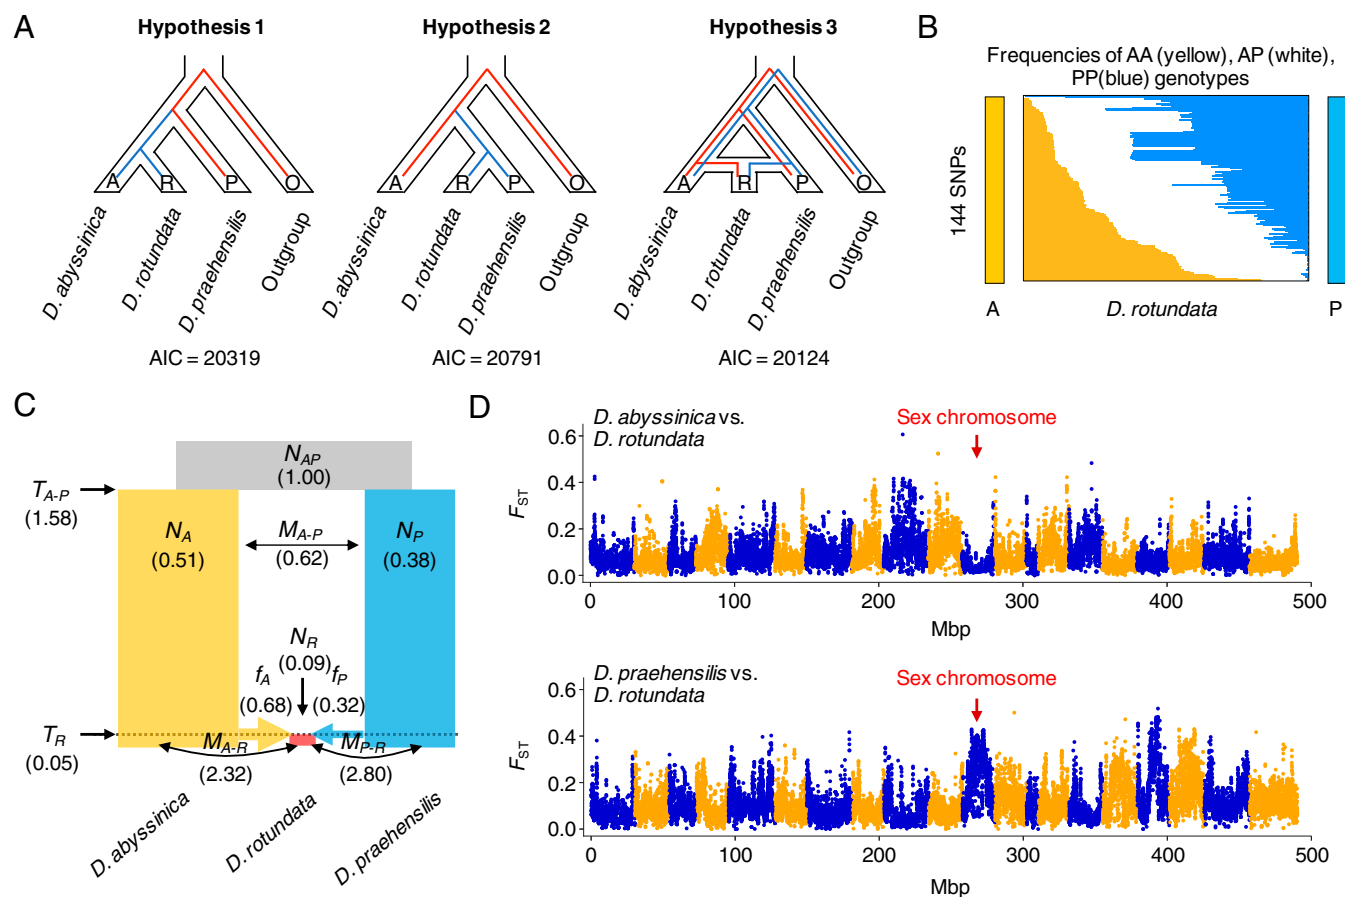 A
Hypothesis 1
Hypothesis 2
Hypothesis 3
A
R
P
O
A
R
P
O
A
R
P
O
D. abyssinica
D. rotundata
D. praehensilis
Outgroup
D. abyssinica
D. rotundata
D. praehensilis
Outgroup
D. abyssinica
D. rotundata
D. praehensilis
Outgroup
AIC = 20319
AIC = 20791
AIC = 20124
B
Frequencies of AA (yellow), AP (white),
PP(blue) genotypes
144 SNPs
A
D. rotundata
P
C
N_AP
(1.00)
T_A-P
(1.58)
N_A
(0.51)
M_A-P
(0.62)
N_P
(0.38)
N_R
(0.09)
f_A
(0.68)
f_P
(0.32)
T_R
(0.05)
M_A-R
(2.32)
M_P-R
(2.80)
D. abyssinica
D. rotundata
D. praehensilis
D
D. abyssinica vs.
D. rotundata
Sex chromosome
F_ST
0.6
0.4
0.2
0.0
0
100
200
300
400
500
Mbp
D. praehensilis vs.
D. rotundata
Sex chromosome
F_ST
0.6
0.4
0.2
0.0
0
100
200
300
400
500
Mbp